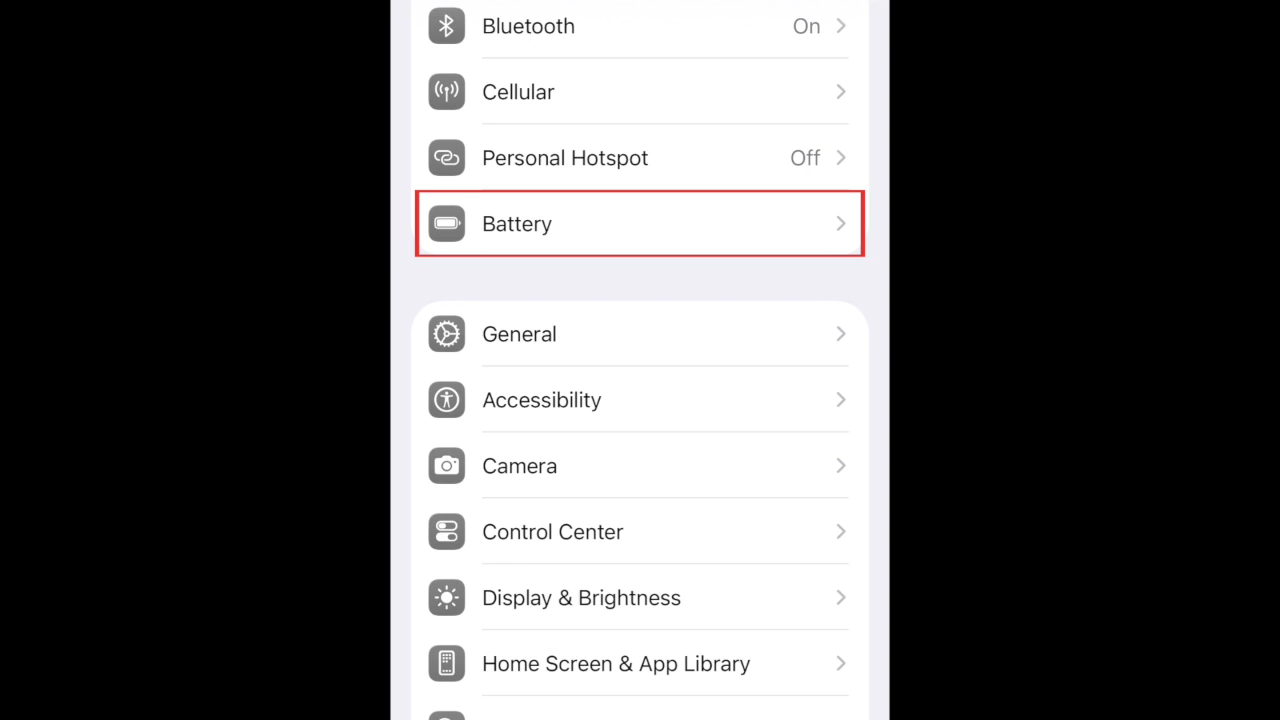 Bluetooth On
Cellular
Personal Hotspot Off
Battery
General
Accessibility
Camera
Control Center
Display & Brightness
Home Screen & App Library